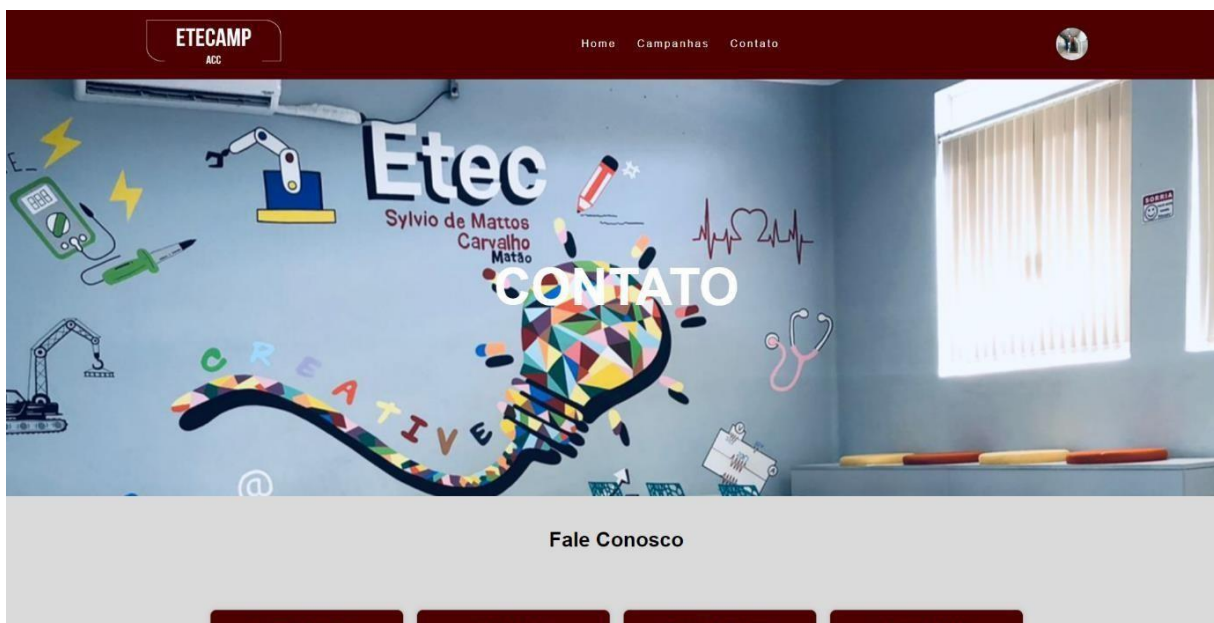 ETECAMP
ACC
Home Campanhas Contato
Etec
Sylvio de Mattos
Carvalho
Matão
SORRIA
CONTATO
CREATIVE
@
Fale Conosco